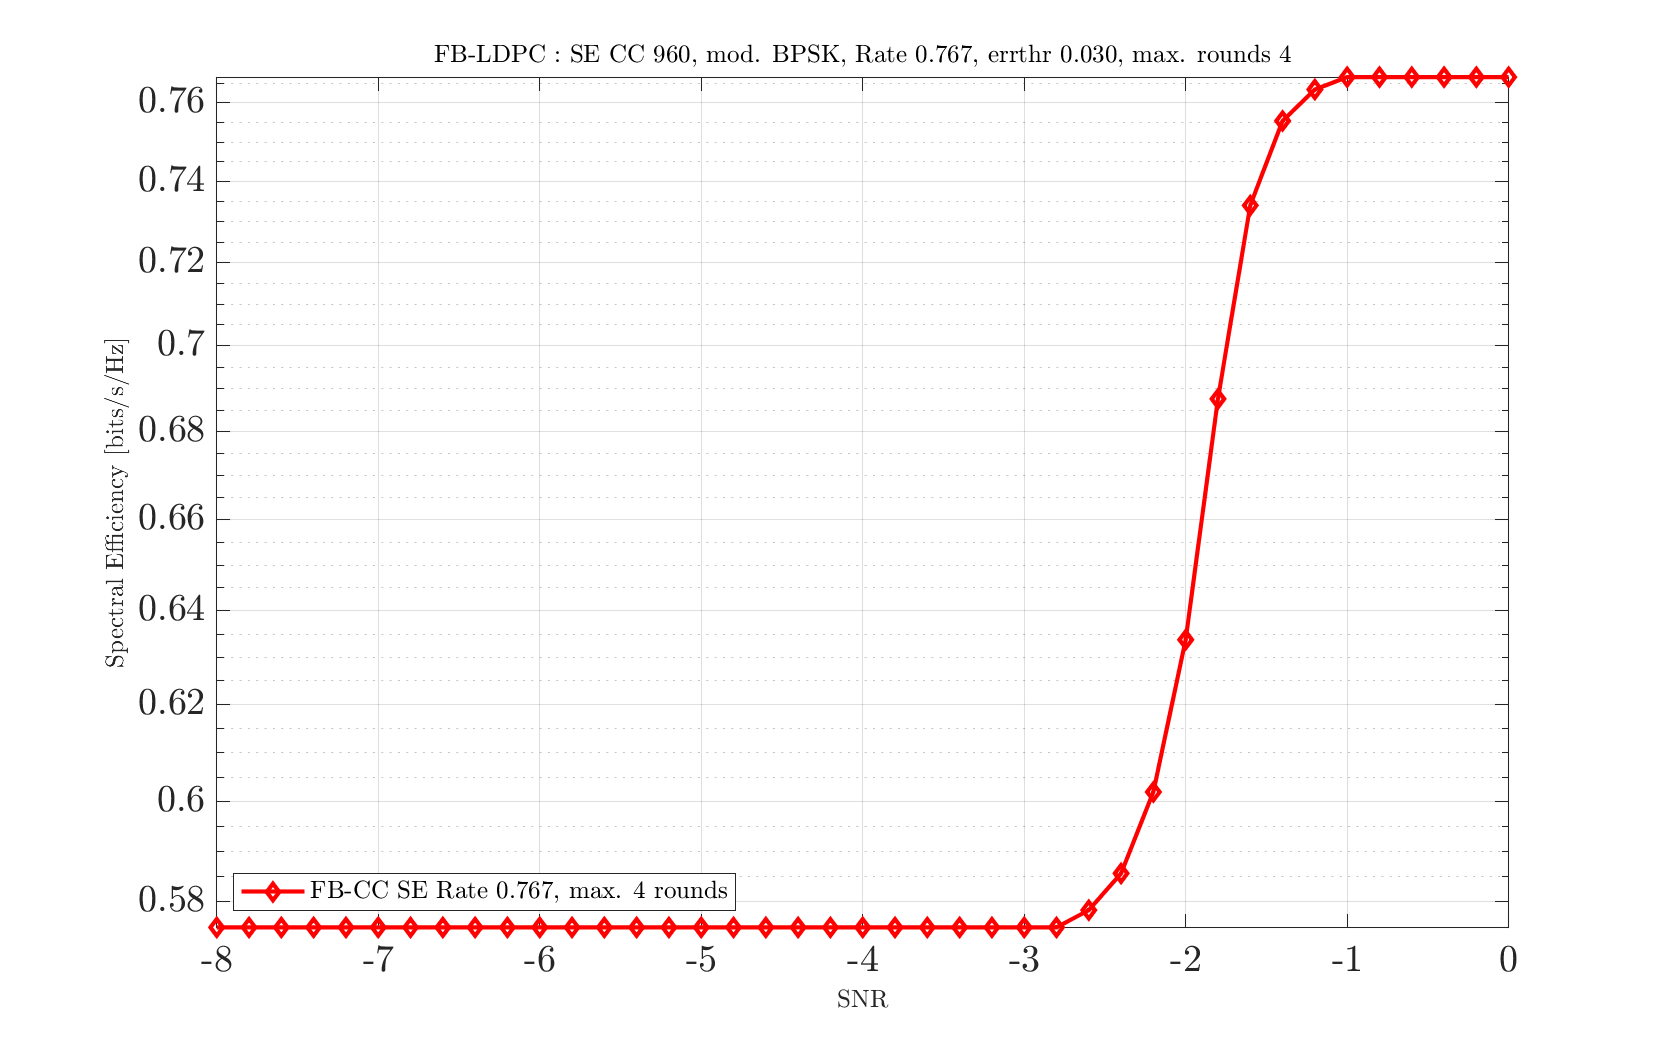 FB-LDPC : SE CC 960, mod. BPSK, Rate 0.767, errthr 0.030, max. rounds 4
0.76
0.74
0.72
0.7
0.68
0.66
0.64
0.62
0.6
0.58
Spectral Efficiency [bits/s/Hz]
FB-CC SE Rate 0.767, max. 4 rounds
-8 -7 -6 -5 -4 -3 -2 -1 0
SNR